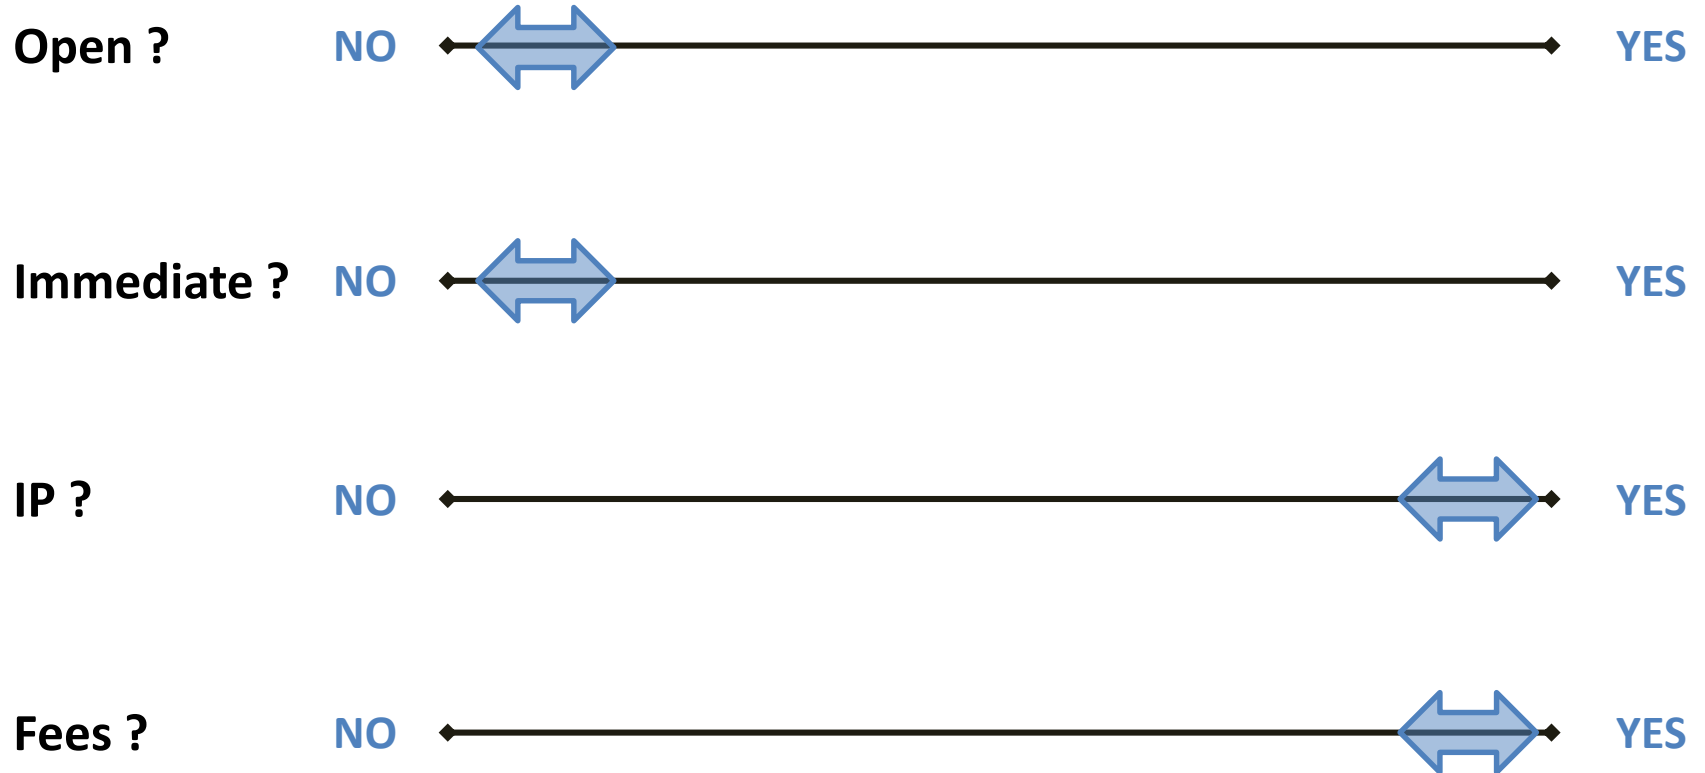 Open ? NO YES
Immediate ? NO YES
IP ? NO YES
Fees ? NO YES